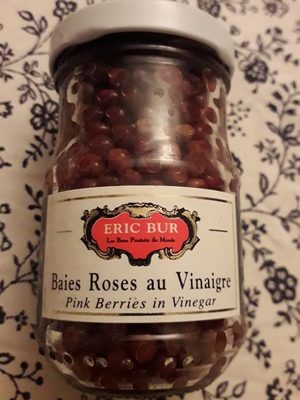 ERIC BUR
Les Bons Produits du Monde
Baies Roses au Vinaigre
Pink Berries in Vinegar